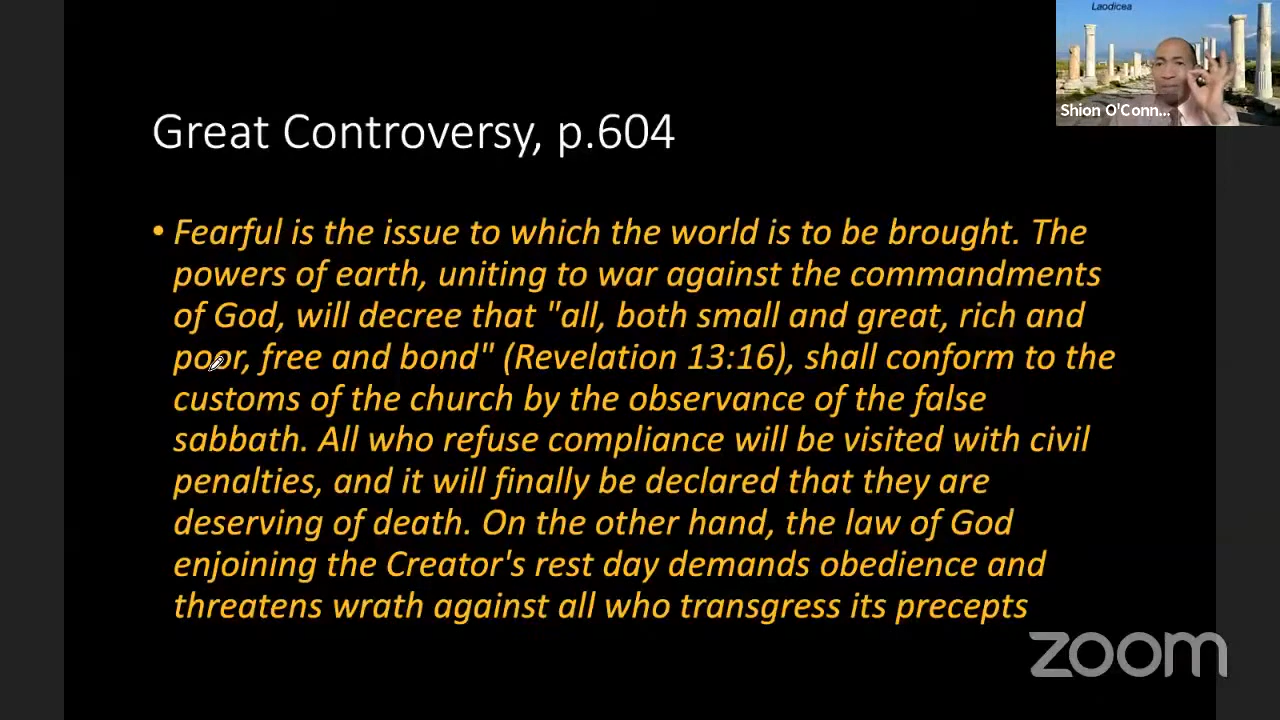 Laodicea
Shion O'Conn...
Great Controversy, p.604
• Fearful is the issue to which the world is to be brought. The
powers of earth, uniting to war against the commandments
of God, will decree that "all, both small and great, rich and
poor, free and bond" (Revelation 13:16), shall conform to the
customs of the church by the observance of the false
sabbath. All who refuse compliance will be visited with civil
penalties, and it will finally be declared that they are
deserving of death. On the other hand, the law of God
enjoining the Creator's rest day demands obedience and
threatens wrath against all who transgress its precepts
zoom